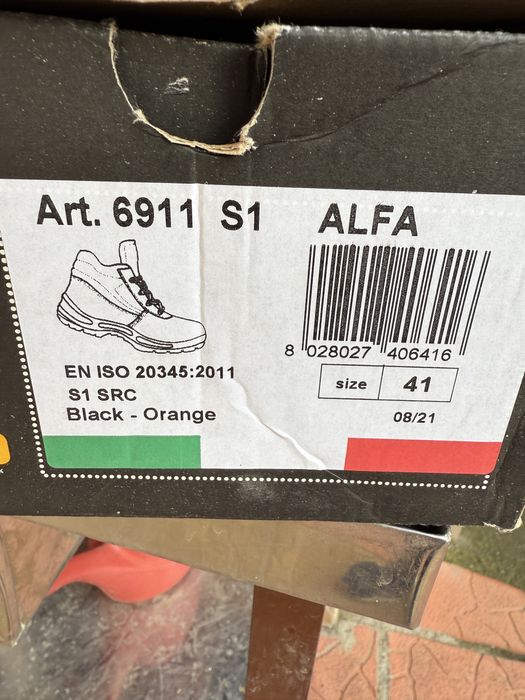 Art. 6911 S1 ALFA
8 028027 406416
EN ISO 20345:2011
S1 SRC
Black - Orange
size 41
08/21